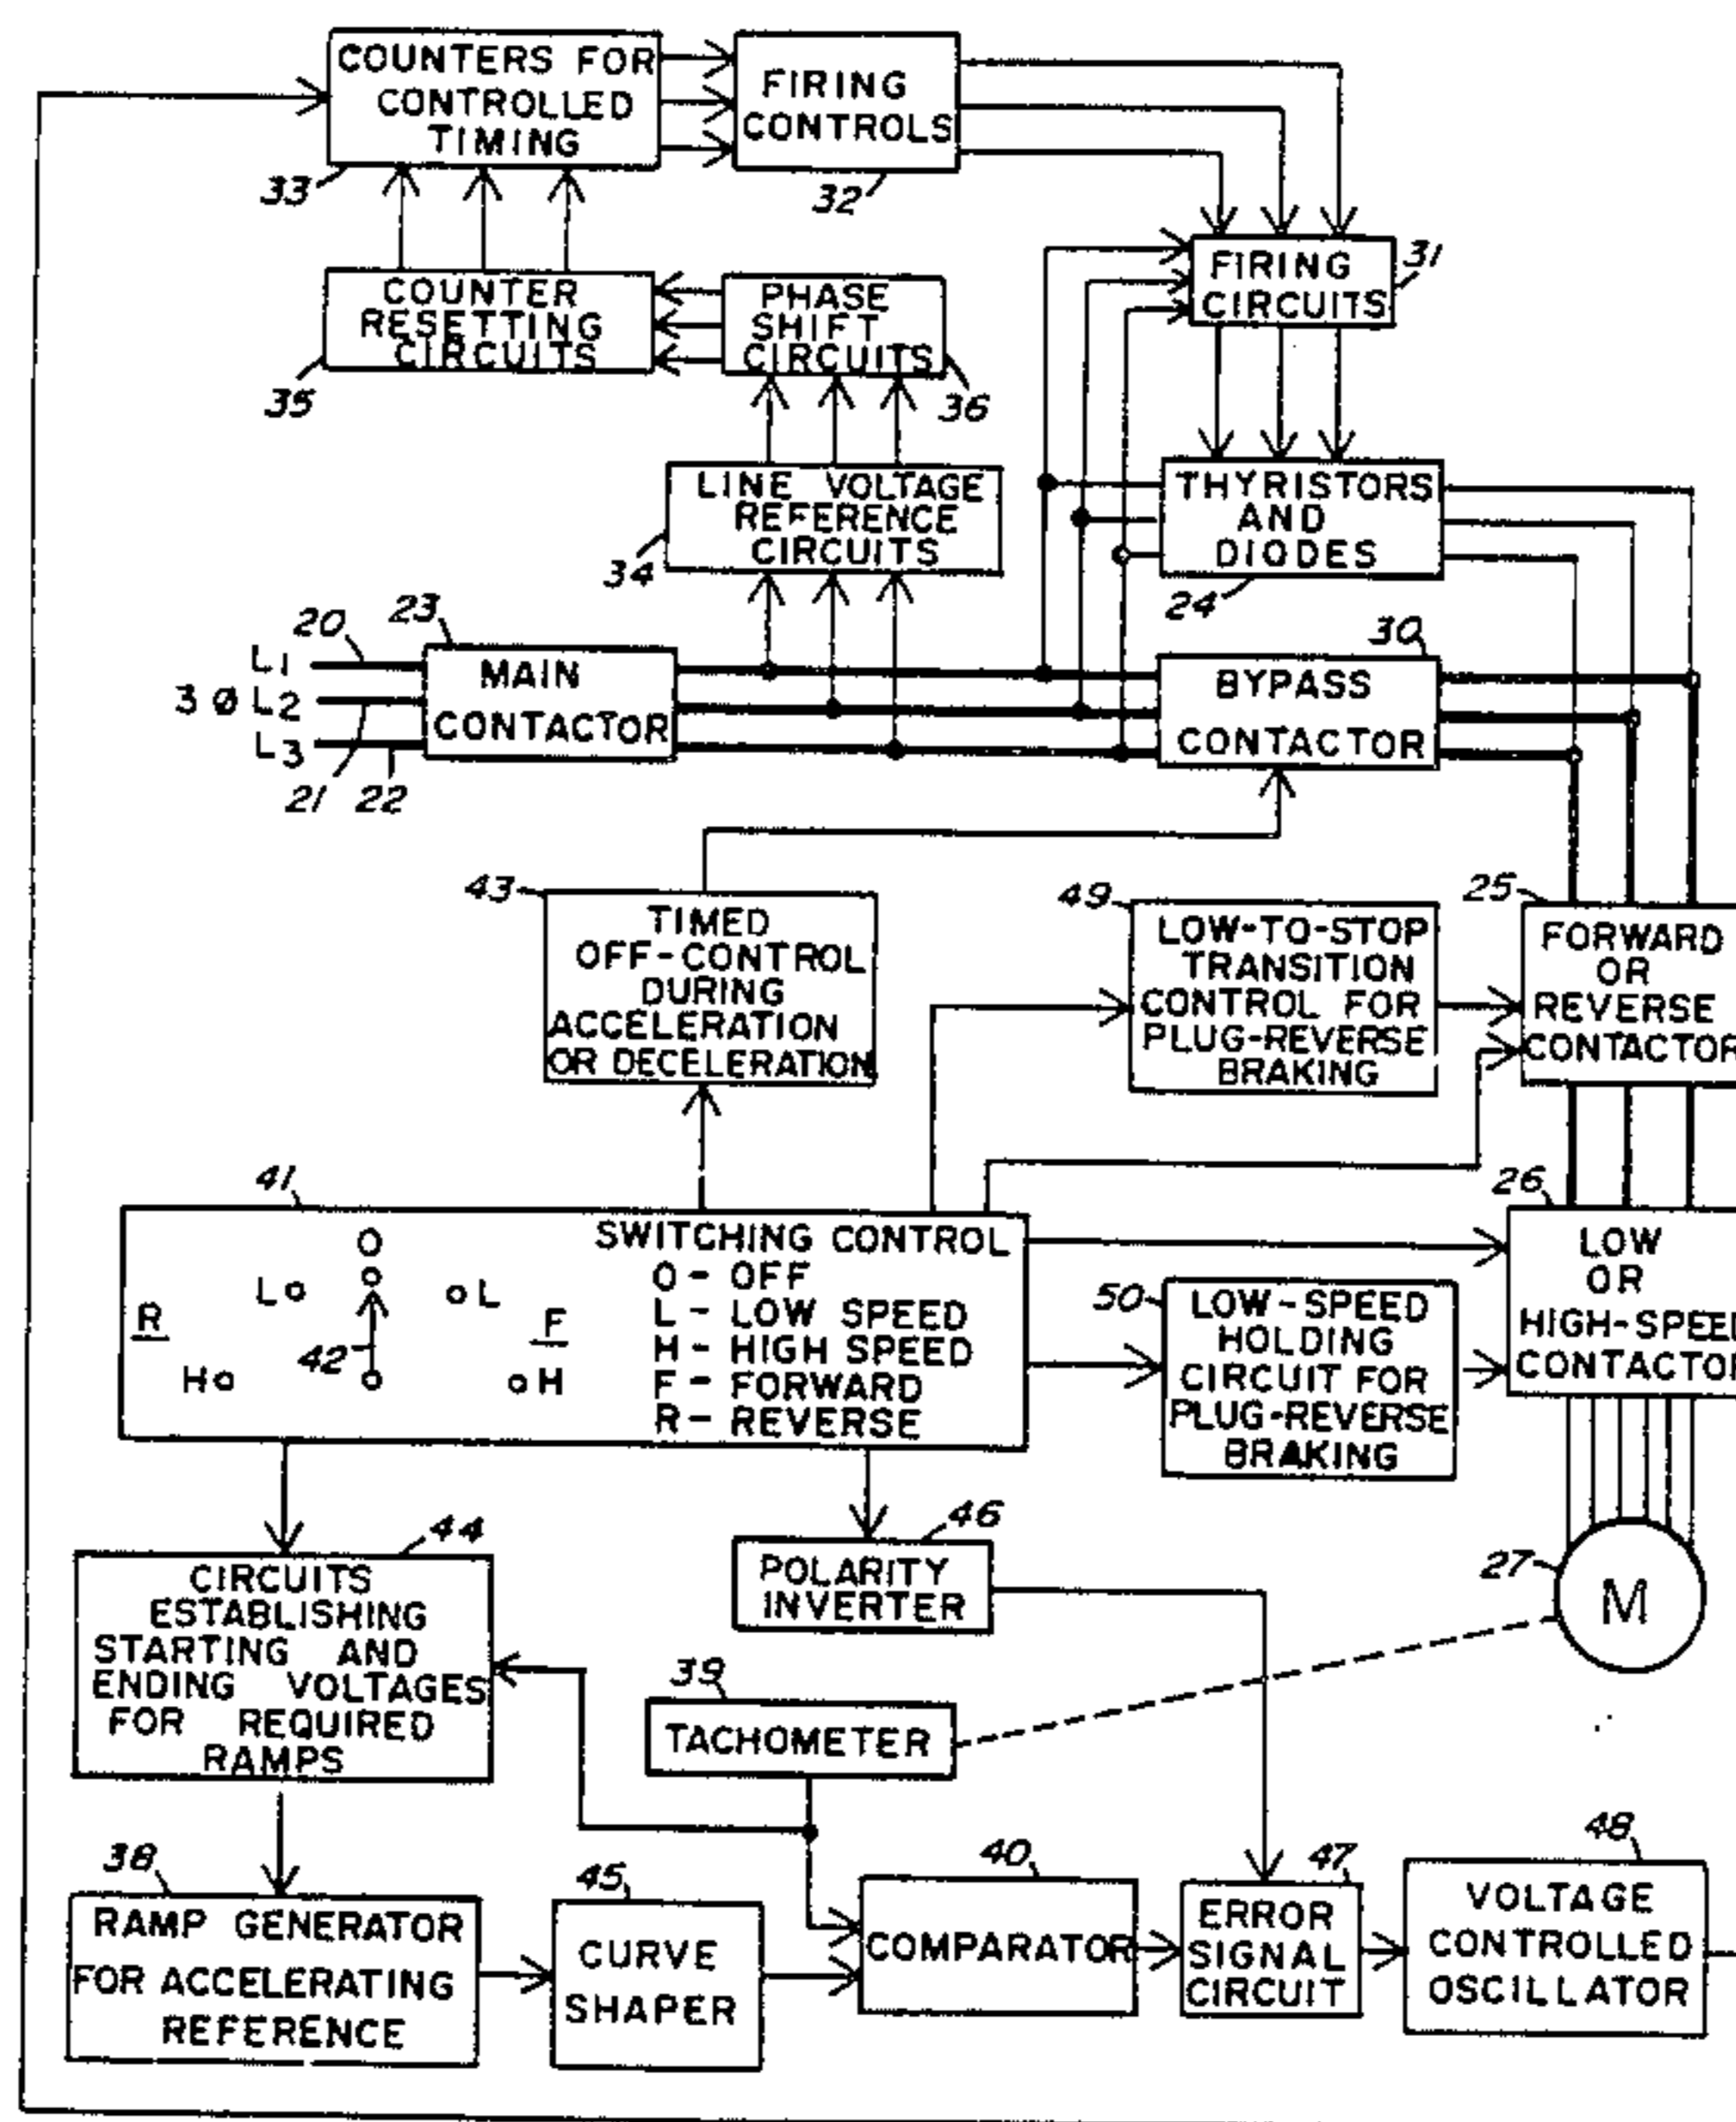 COUNTERS FOR
CONTROLLED
TIMING
33
FIRING
CONTROLS
32
FIRING
CIRCUITS
31
COUNTER
RESETTING
CIRCUITS
35
PHASE
SHIFT
CIRCUITS
36
LINE VOLTAGE
REFERENCE
CIRCUITS
34
THYRISTORS
AND
DIODES
24
20
23
L1
3 Ø L2
L3
21
22
MAIN
CONTACTOR
30
BYPASS
CONTACTOR
43
TIMED
OFF-CONTROL
DURING
ACCELERATION
OR DECELERATION
49
LOW-TO-STOP
TRANSITION
CONTROL FOR
PLUG-REVERSE
BRAKING
25
FORWARD
OR
REVERSE
CONTACTOR
41
R
H
L
O
42
L
F
H
SWITCHING CONTROL
O - OFF
L - LOW SPEED
H - HIGH SPEED
F - FORWARD
R - REVERSE
50
LOW-SPEED
HOLDING
CIRCUIT FOR
PLUG-REVERSE
BRAKING
26
LOW
OR
HIGH-SPEED
CONTACTOR
44
CIRCUITS
ESTABLISHING
STARTING AND
ENDING VOLTAGES
FOR REQUIRED
RAMPS
46
POLARITY
INVERTER
27
M
39
TACHOMETER
38
RAMP GENERATOR
FOR ACCELERATING
REFERENCE
45
CURVE
SHAPER
40
COMPARATOR
47
ERROR
SIGNAL
CIRCUIT
48
VOLTAGE
CONTROLLED
OSCILLATOR